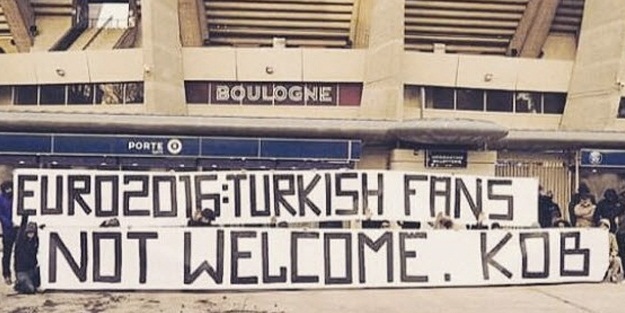 BOULOGNE
PORTE
EURO2016:TURKISH FANS
NOT WELCOME. KOB